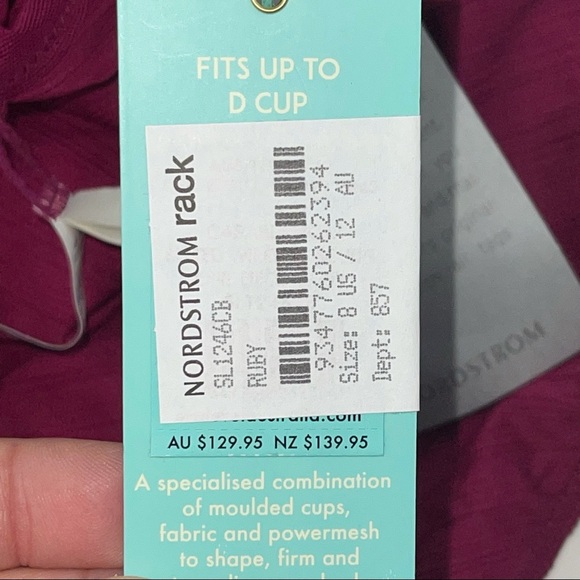 FITS UP TO
D CUP
NORDSTROM rack
SL1246CB
RUBY
9347760262394
Size: 8 US / 12 AU
Dept: 857
AU $129.95 NZ $139.95
A specialised combination
of moulded cups,
fabric and powermesh
to shape, firm and
NORDSTROM